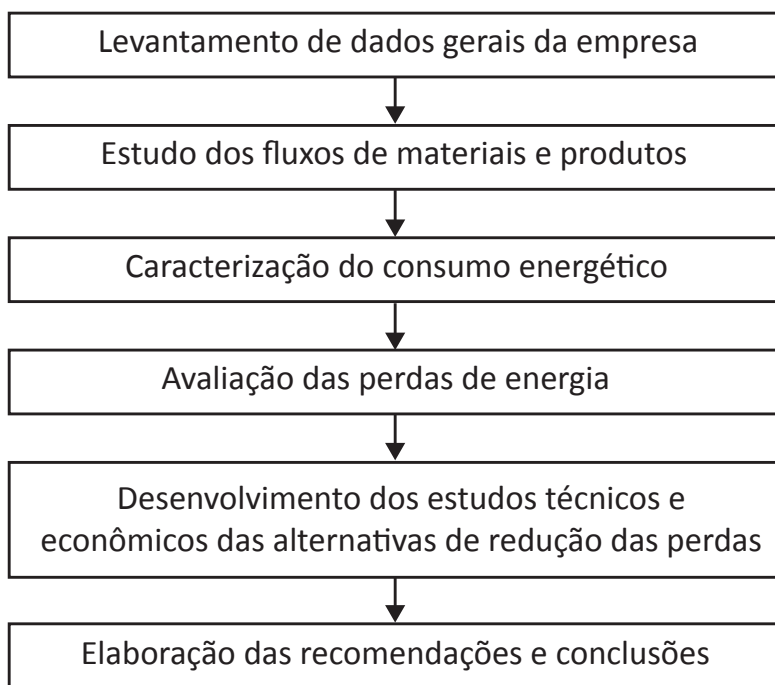 Levantamento de dados gerais da empresa
Estudo dos fluxos de materiais e produtos
Caracterização do consumo energético
Avaliação das perdas de energia
Desenvolvimento dos estudos técnicos e
econômicos das alternativas de redução das perdas
Elaboração das recomendações e conclusões